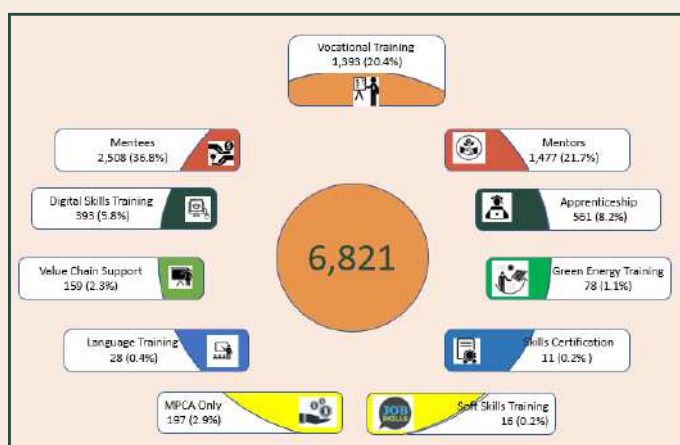 Vocational Training
1,393 (20.4%)
Mentees
2,508 (36.8%)
Mentors
1,477 (21.7%)
Digital Skills Training
393 (5.8%)
Apprenticeship
561 (8.2%)
6,821
Value Chain Support
159 (2.3%)
Green Energy Training
78 (1.1%)
Language Training
28 (0.4%)
Skills Certification
11 (0.2% )
MPCA Only
197 (2.9%)
JOB
SKILLS
Soft Skills Training
16 (0.2%)